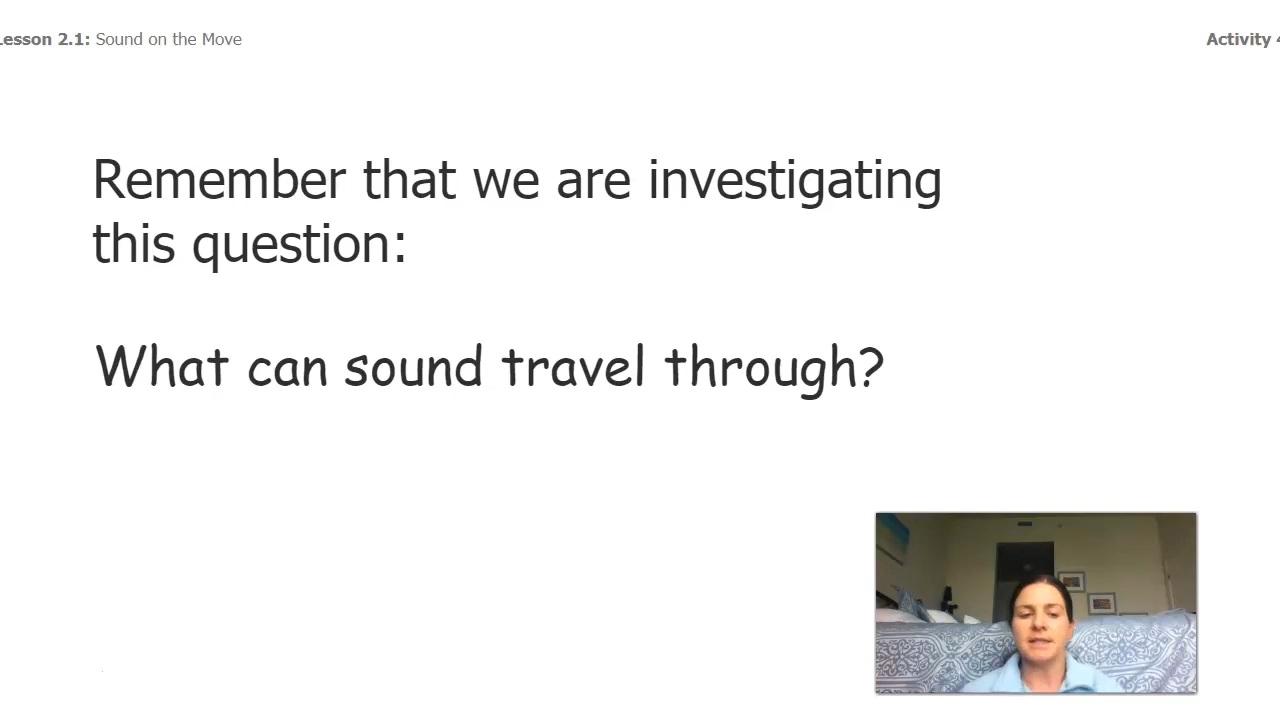 Lesson 2.1: Sound on the Move
Activity 4
Remember that we are investigating
this question:
What can sound travel through?